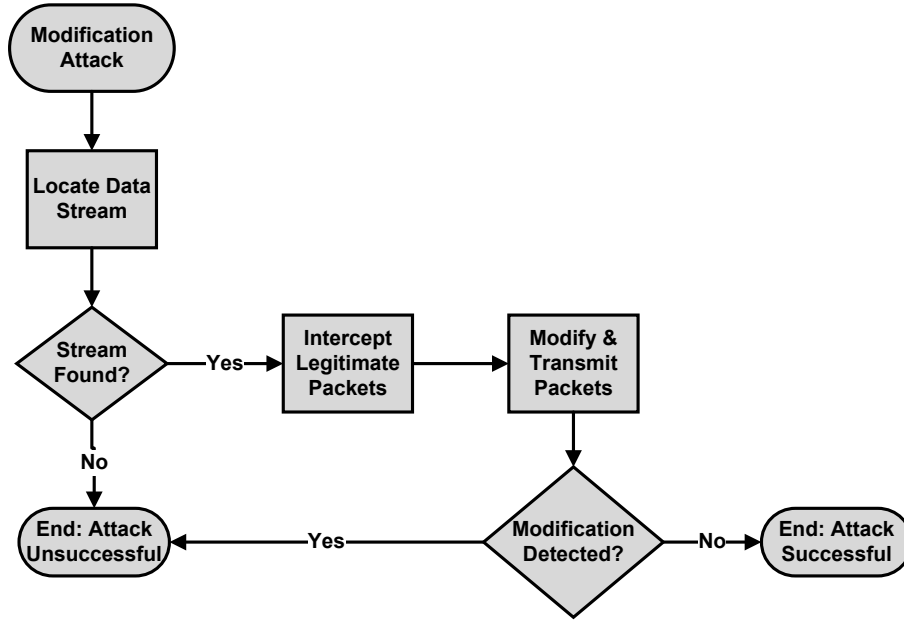 Modification
Attack
Locate Data
Stream
Stream
Found?
Yes
Intercept
Legitimate
Packets
Modify &
Transmit
Packets
No
End: Attack
Unsuccessful
Yes
Modification
Detected?
No
End: Attack
Successful